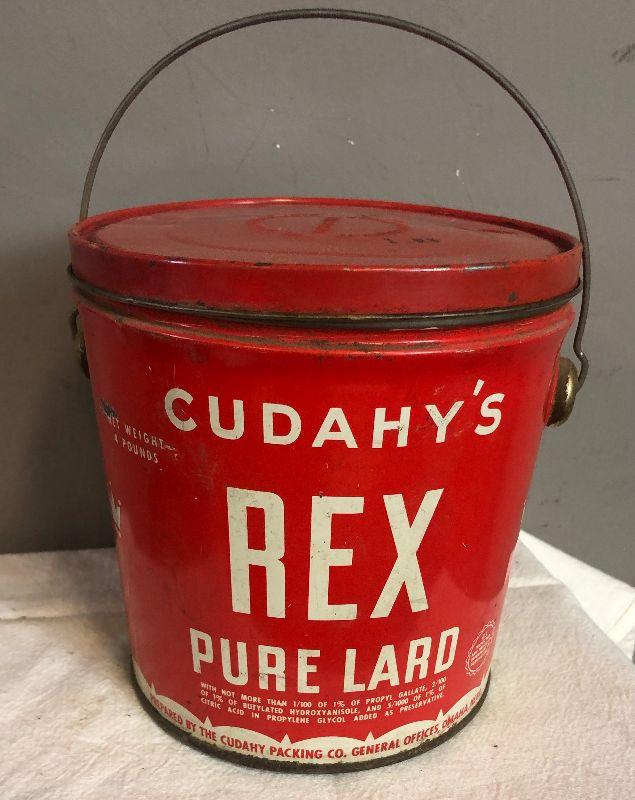 CUDAHY'S
NET WEIGHT
4 POUNDS
REX
PURE LARD
WITH NOT MORE THAN 1/100 OF 1% OF PROPYL GALLATE, 2/100
OF 1% OF BUTYLATED HYDROXYANISOLE, AND 5/1000 OF 1% OF
CITRIC ACID IN PROPYLENE GLYCOL ADDED AS PRESERVATIVE.
PREPARED BY THE CUDAHY PACKING CO. GENERAL OFFICES, OMAHA, NEBR.